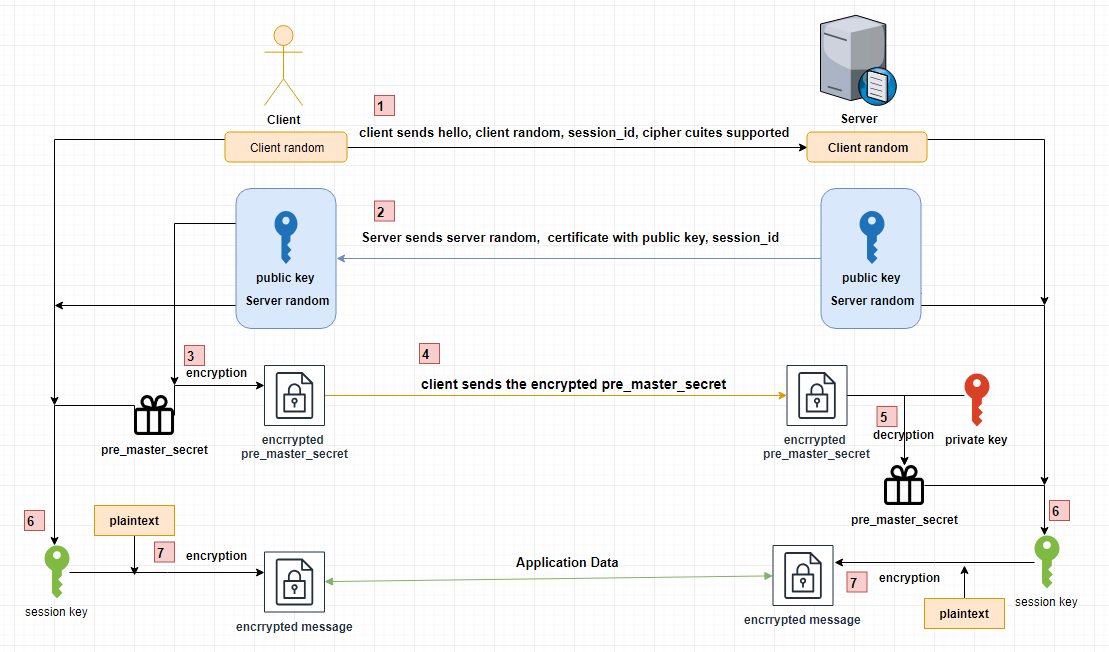 1
Client
Server
client sends hello, client random, session_id, cipher cuites supported
Client random
Client random
2
Server sends server random, certificate with public key, session_id
public key
public key
Server random
Server random
3
4
encryption
client sends the encrypted pre_master_secret
5
decryption
private key
encrrypted
pre_master_secret
encrrypted
pre_master_secret
pre_master_secret
pre_master_secret
6
plaintext
6
7
encryption
Application Data
7
encryption
session key
session key
plaintext
encrrypted message
encrrypted message